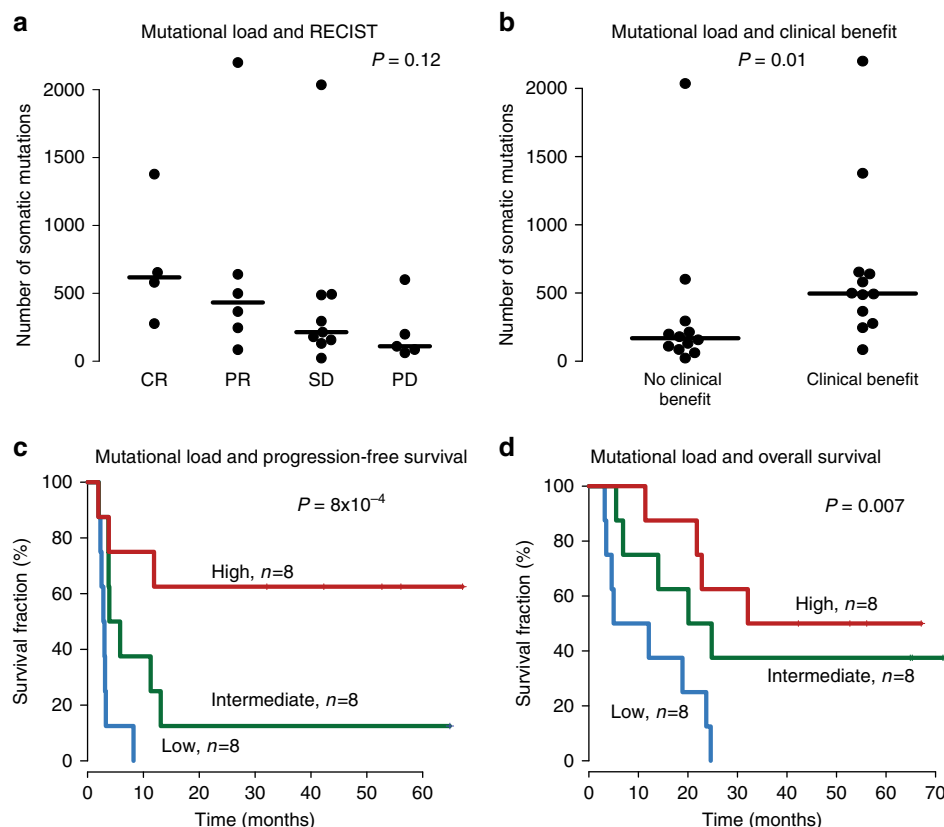 a
Mutational load and RECIST
P = 0.12
Number of somatic mutations
2000
1500
1000
500
0
CR
PR
SD
PD
b
Mutational load and clinical benefit
P = 0.01
Number of somatic mutations
2000
1500
1000
500
0
No clinical
benefit
Clinical benefit
c
Mutational load and progression-free survival
P = 8x10⁻⁴
Survival fraction (%)
100
80
60
40
20
0
High, n=8
Intermediate, n=8
Low, n=8
0
20
40
60
Time (months)
d
Mutational load and overall survival
P = 0.007
Survival fraction (%)
100
80
60
40
20
0
High, n=8
Intermediate, n=8
Low, n=8
0
10
20
30
40
50
60
70
Time (months)